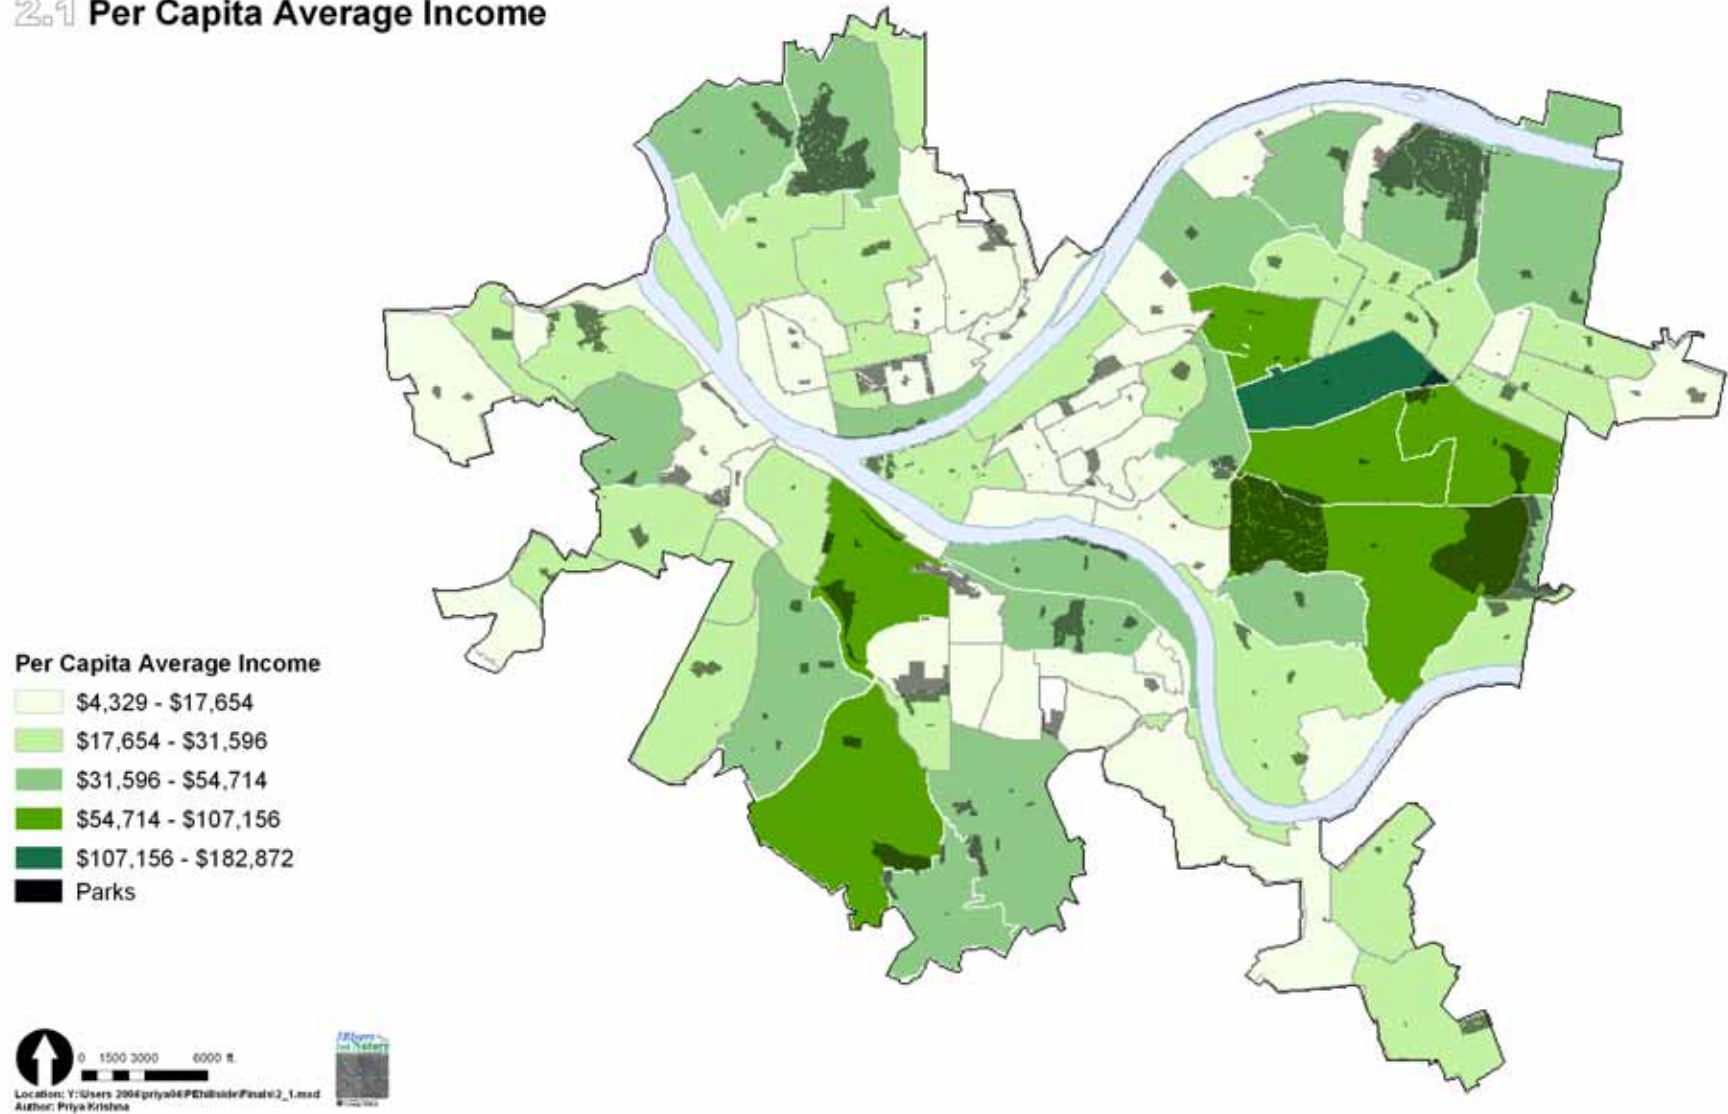 2.1 Per Capita Average Income
Per Capita Average Income
$4,329 - $17,654
$17,654 - $31,596
$31,596 - $54,714
$54,714 - $107,156
$107,156 - $182,872
Parks
0 1500 3000 6000 ft.
Author: Priya Krishna